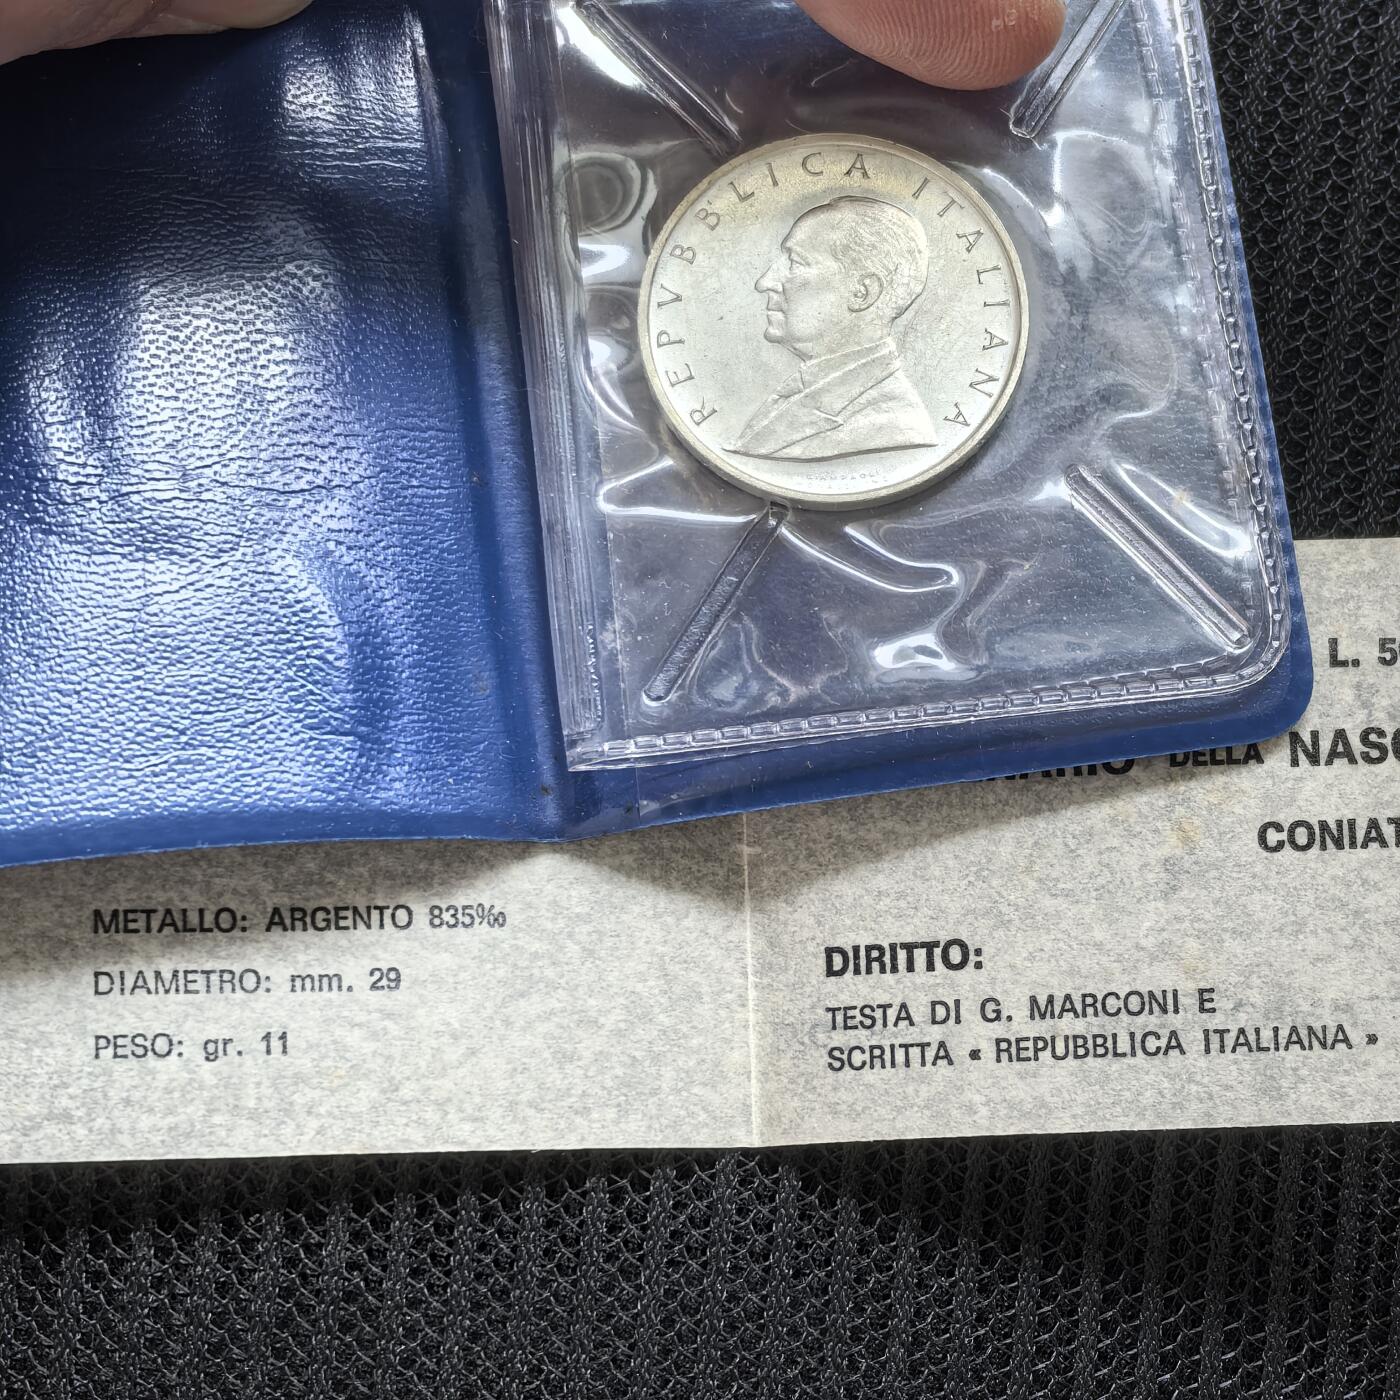 REPVBBLICA ITALIANA
L. 5
DELLA NASC
CONIAT
METALLO: ARGENTO 835‰
DIAMETRO: mm. 29
PESO: gr. 11
DIRITTO:
TESTA DI G. MARCONI E
SCRITTA « REPUBBLICA ITALIANA »